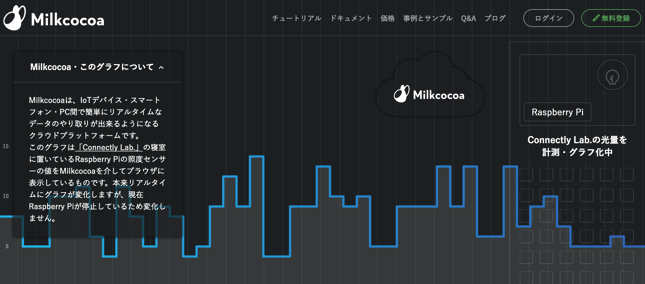 Milkcocoa
チュートリアル ドキュメント 価格 事例とサンプル Q&A ブログ
ログイン
無料登録
Milkcocoa・このグラフについて
Milkcocoaは、IoTデバイス・スマート
フォン・PC間で簡単にリアルタイムな
データのやり取りが出来るようになる
クラウドプラットフォームです。
このグラフは「Connectly Lab.」の寝室
に置いているRaspberry Piの照度センサ
ーの値をMilkcocoaを介してブラウザに
表示しているものです。本来リアルタイ
ムにグラフが変化しますが、現在
Raspberry Piが停止しているため変化し
ません。
15
10
5
Milkcocoa
Raspberry Pi
Connectly Lab.の光量を
計測・グラフ化中